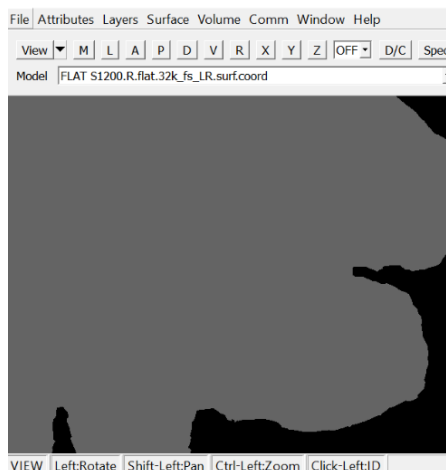 File Attributes Layers Surface Volume Comm Window Help
View M L A P D V R X Y Z OFF D/C Spec
Model FLAT S1200.R.flat.32k_fs_LR.surf.coord
VIEW Left:Rotate Shift-Left:Pan Ctrl-Left:Zoom Click-Left:ID